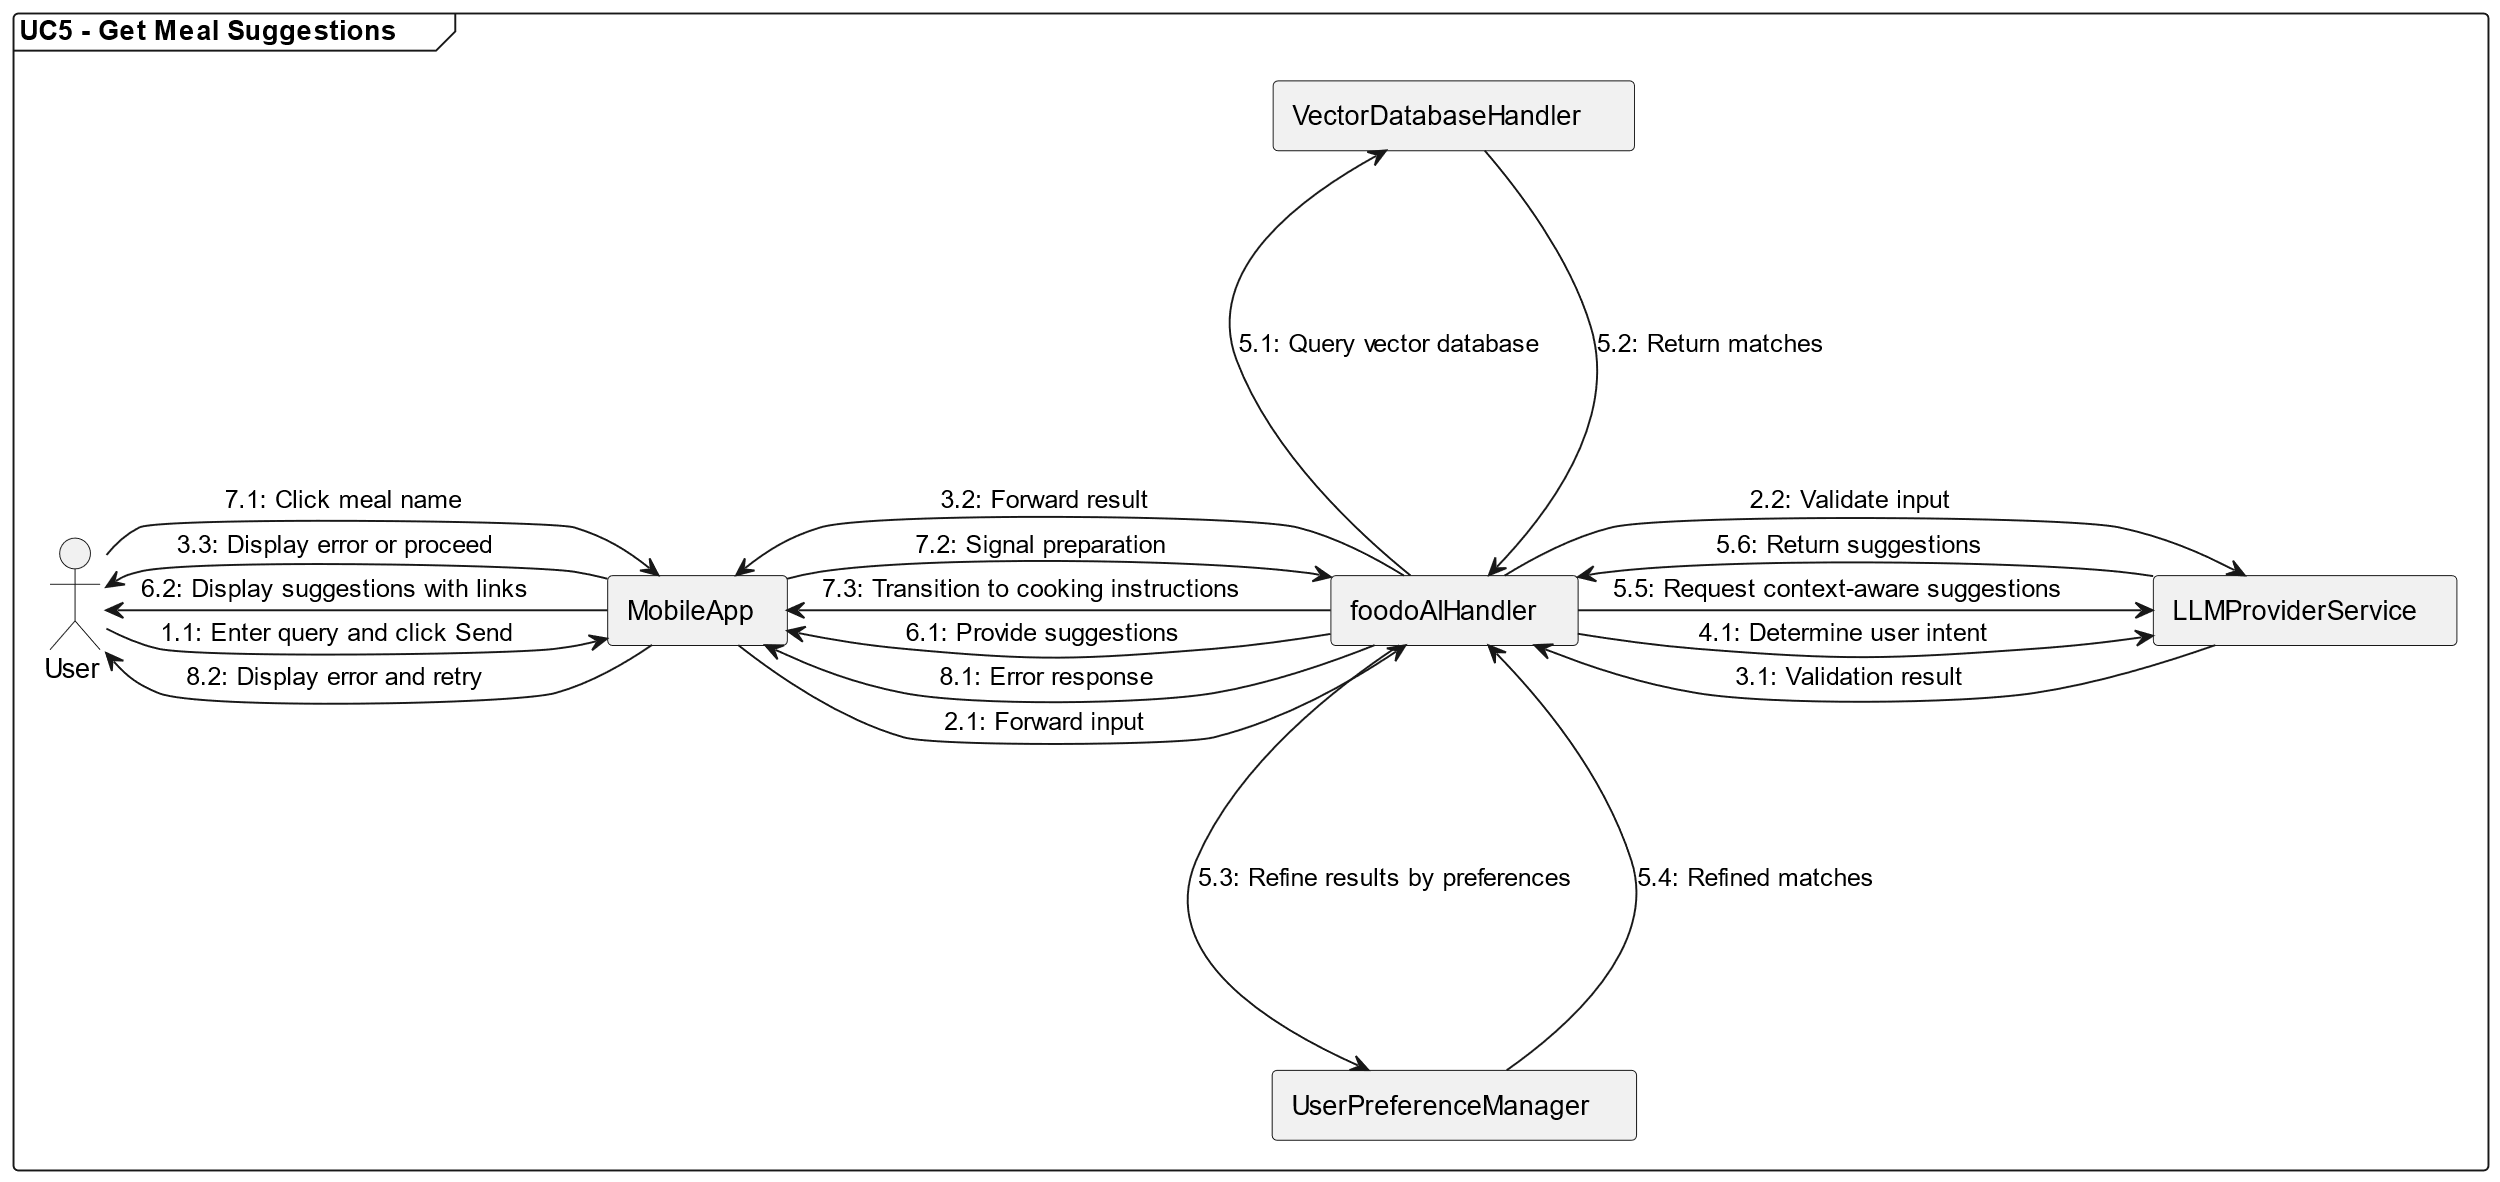 UC5 - Get Meal Suggestions
VectorDatabaseHandler
5.1: Query vector database
5.2: Return matches
7.1: Click meal name
3.2: Forward result
2.2: Validate input
3.3: Display error or proceed
7.2: Signal preparation
5.6: Return suggestions
6.2: Display suggestions with links
7.3: Transition to cooking instructions
5.5: Request context-aware suggestions
MobileApp
foodoAIHandler
LLMProviderService
1.1: Enter query and click Send
6.1: Provide suggestions
4.1: Determine user intent
User
8.2: Display error and retry
8.1: Error response
3.1: Validation result
2.1: Forward input
5.3: Refine results by preferences
5.4: Refined matches
UserPreferenceManager